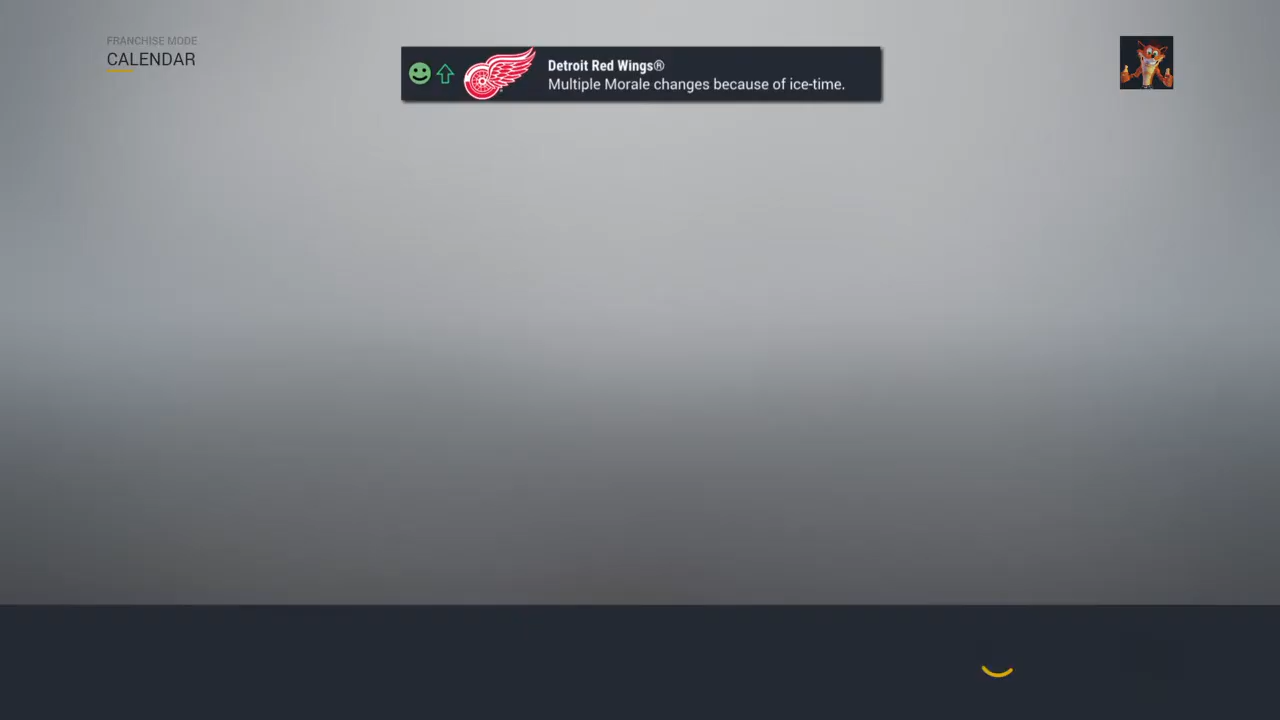 FRANCHISE MODE
CALENDAR
Detroit Red Wings®
Multiple Morale changes because of ice-time.